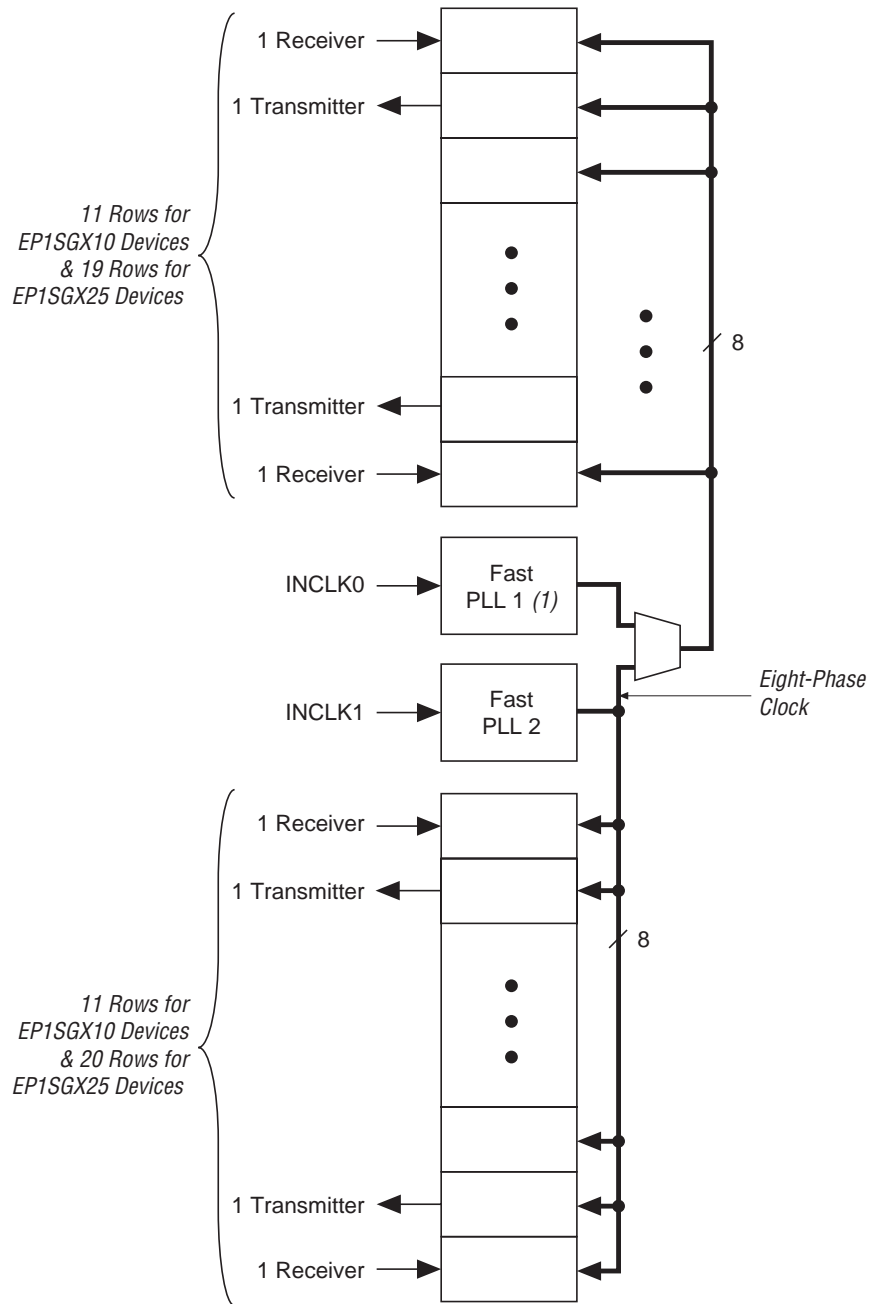 1 Receiver
1 Transmitter
11 Rows for
EP1SGX10 Devices
& 19 Rows for
EP1SGX25 Devices
8
1 Transmitter
1 Receiver
INCLK0
Fast
PLL 1 (1)
INCLK1
Fast
PLL 2
Eight-Phase
Clock
1 Receiver
1 Transmitter
8
11 Rows for
EP1SGX10 Devices
& 20 Rows for
EP1SGX25 Devices
1 Transmitter
1 Receiver